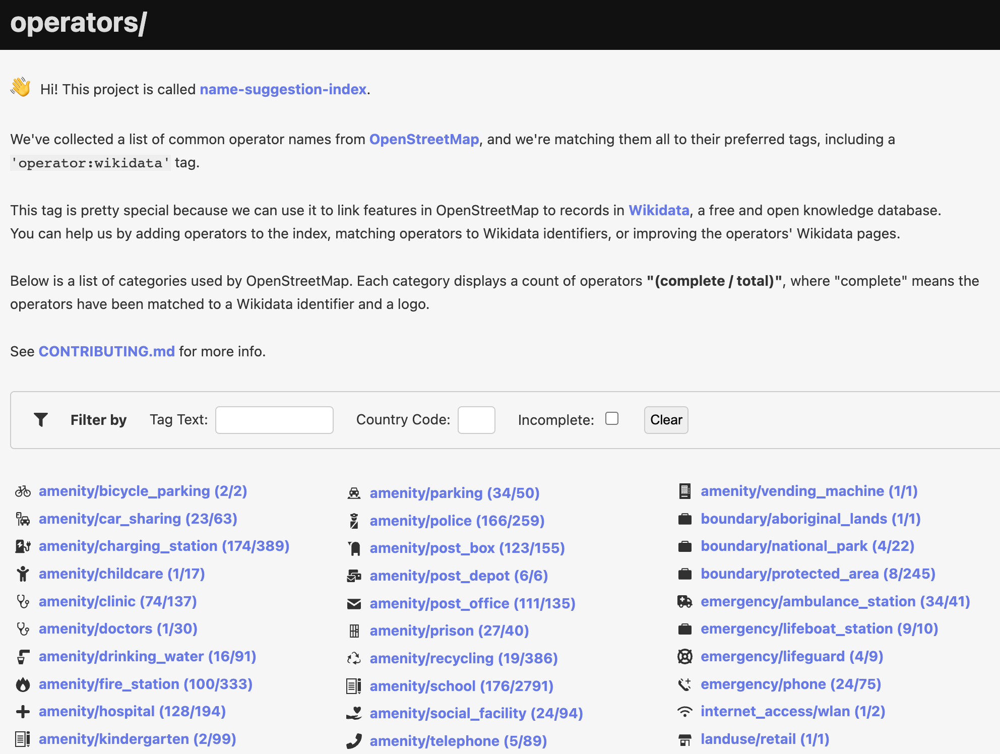 operators/
Hi! This project is called name-suggestion-index.
We've collected a list of common operator names from OpenStreetMap, and we're matching them all to their preferred tags, including a
'operator:wikidata' tag.
This tag is pretty special because we can use it to link features in OpenStreetMap to records in Wikidata, a free and open knowledge database.
You can help us by adding operators to the index, matching operators to Wikidata identifiers, or improving the operators' Wikidata pages.
Below is a list of categories used by OpenStreetMap. Each category displays a count of operators "(complete / total)", where "complete" means the
operators have been matched to a Wikidata identifier and a logo.
See CONTRIBUTING.md for more info.
Filter by Tag Text: Country Code: Incomplete: Clear
amenity/bicycle_parking (2/2)
amenity/car_sharing (23/63)
amenity/charging_station (174/389)
amenity/childcare (1/17)
amenity/clinic (74/137)
amenity/doctors (1/30)
amenity/drinking_water (16/91)
amenity/fire_station (100/333)
amenity/hospital (128/194)
amenity/kindergarten (2/99)
amenity/parking (34/50)
amenity/police (166/259)
amenity/post_box (123/155)
amenity/post_depot (6/6)
amenity/post_office (111/135)
amenity/prison (27/40)
amenity/recycling (19/386)
amenity/school (176/2791)
amenity/social_facility (24/94)
amenity/telephone (5/89)
amenity/vending_machine (1/1)
boundary/aboriginal_lands (1/1)
boundary/national_park (4/22)
boundary/protected_area (8/245)
emergency/ambulance_station (34/41)
emergency/lifeboat_station (9/10)
emergency/lifeguard (4/9)
emergency/phone (24/75)
internet_access/wlan (1/2)
landuse/retail (1/1)